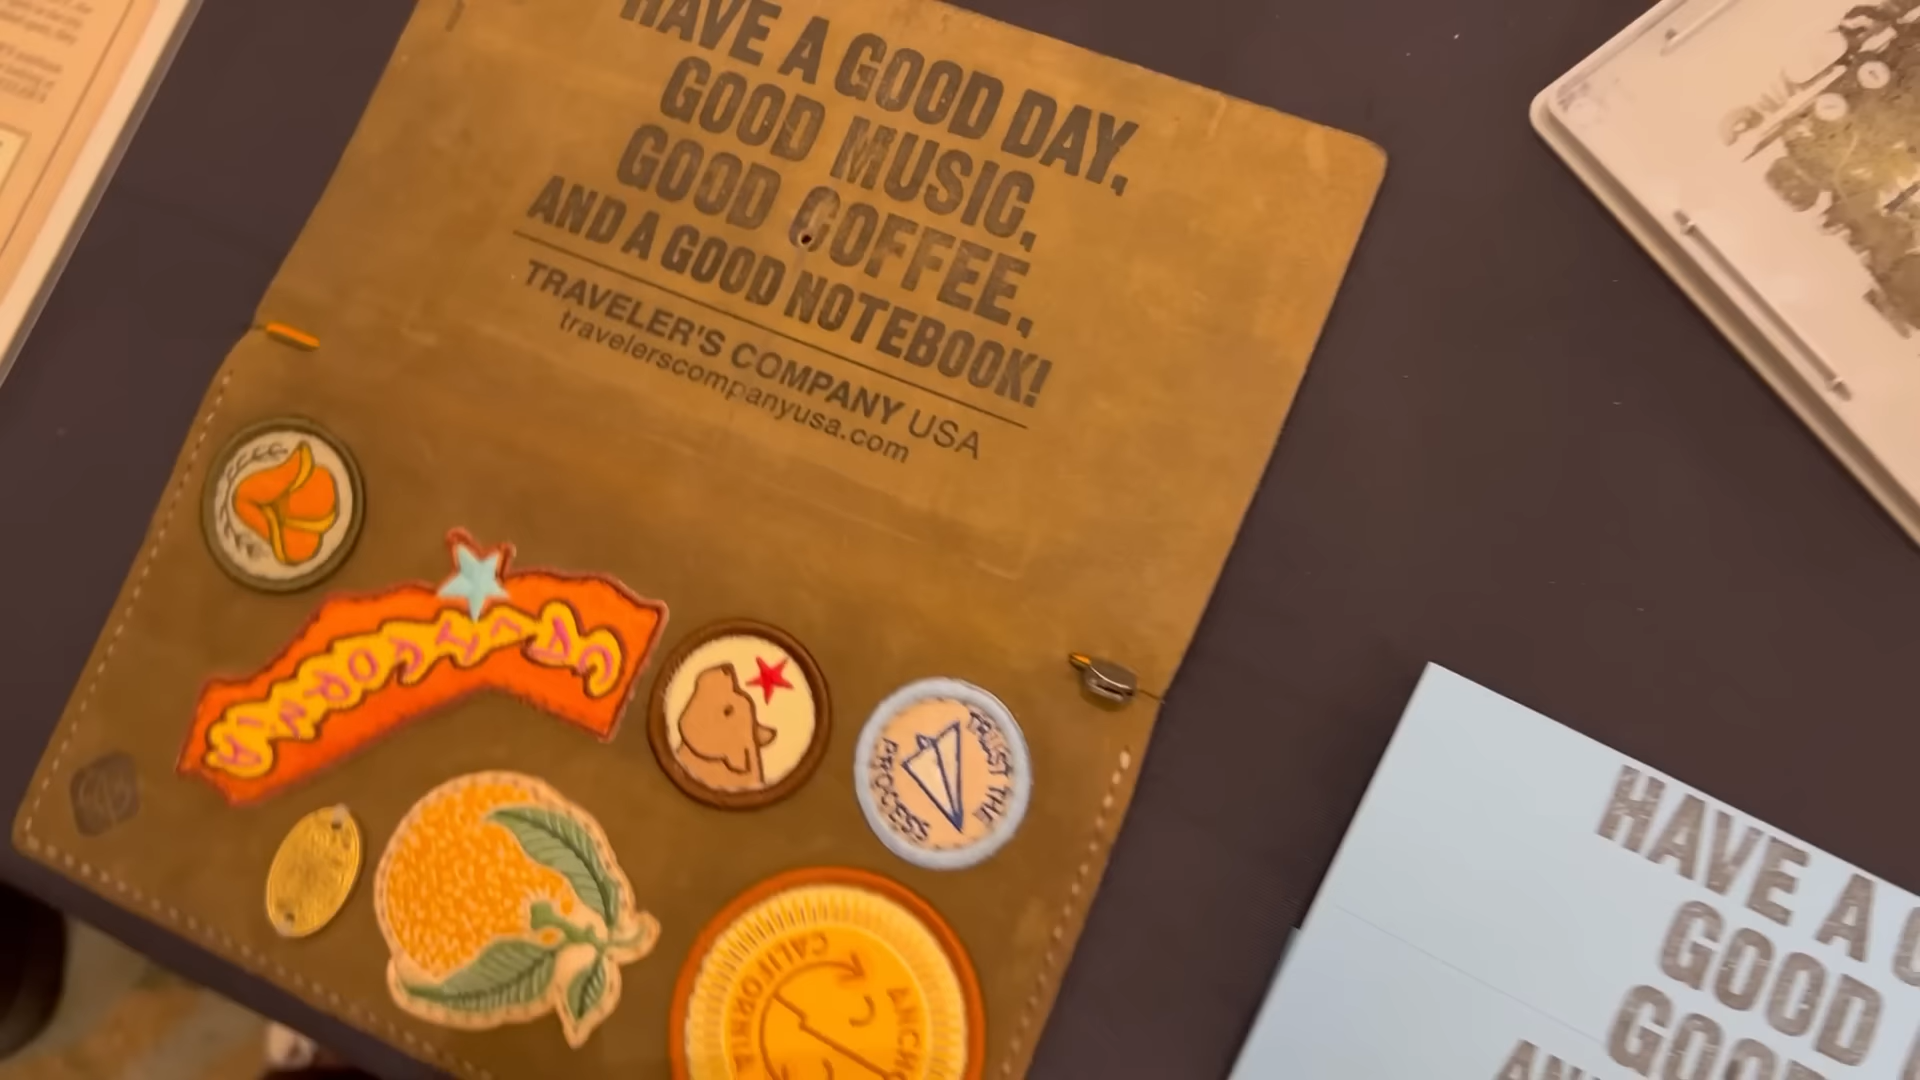 HAVE A GOOD DAY,
GOOD MUSIC,
GOOD COFFEE,
AND A GOOD NOTEBOOK!
TRAVELER'S COMPANY USA
travelerscompanyusa.com
CALIFORNIA
TRUST THE
PROCESS
CALIFORNIA
HAVE A
GOOD